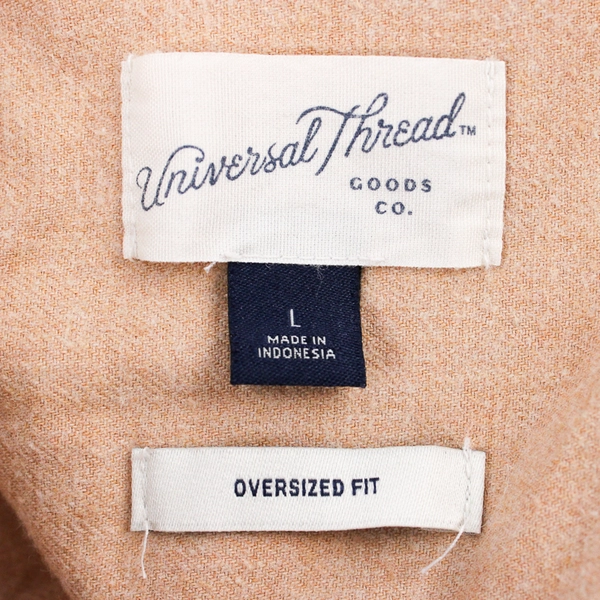 Universal Thread™
GOODS
CO.
L
MADE IN
INDONESIA
OVERSIZED FIT